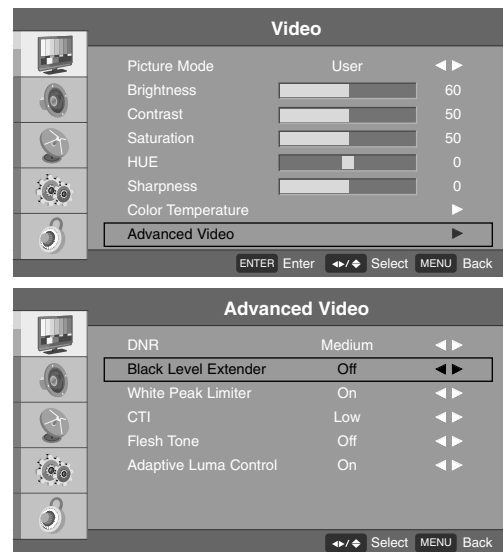 Video
Picture Mode User ◀ ▶
Brightness 60
Contrast 50
Saturation 50
HUE 0
Sharpness 0
Color Temperature ▶
Advanced Video ▶
ENTER Enter ◀▶/◆ Select MENU Back
Advanced Video
DNR Medium ◀ ▶
Black Level Extender Off ◀ ▶
White Peak Limiter On ◀ ▶
CTI Low ◀ ▶
Flesh Tone Off ◀ ▶
Adaptive Luma Control On ◀ ▶
◀▶/◆ Select MENU Back